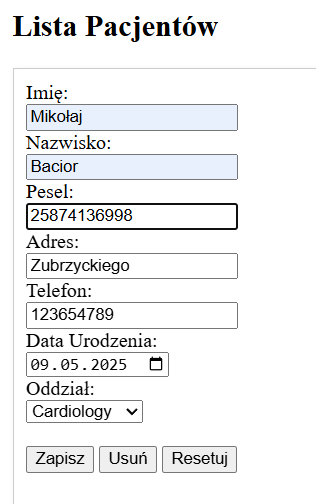 Lista Pacjentów
Imię:
Mikołaj
Nazwisko:
Bacior
Pesel:
25874136998
Adres:
Zubrzyckiego
Telefon:
123654789
Data Urodzenia:
09.05.2025
Oddział:
Cardiology
Zapisz Usuń Resetuj